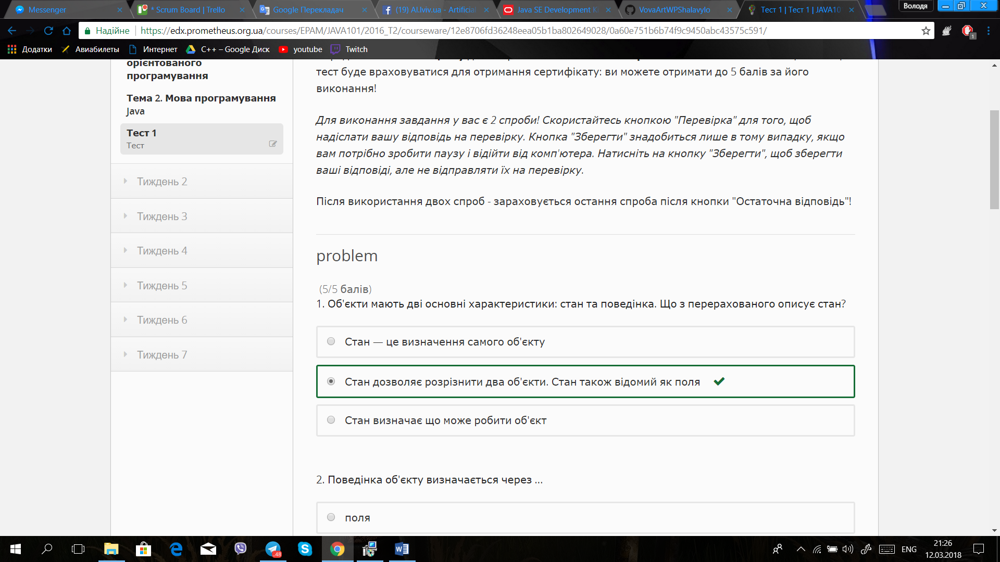 Messenger
* Scrum Board | Trello
Google Перекладач
(19) AI.lviv.ua - Artificial
Java SE Development Ki
VovaArtWPShalavylo
Тест 1 | Тест 1 | JAVA10
Володя
Надійне
https://edx.prometheus.org.ua/courses/EPAM/JAVA101/2016_T2/courseware/12e8706fd36248eea05b1ba802649028/0a60e751b6b74f9c9450abc43575c591/
1
Додатки
Авиабилеты
Интернет
C++ – Google Диск
youtube
Twitch
орієнтованого
програмування
Тема 2. Мова програмування
Java
Тест 1
Тест
Тиждень 2
Тиждень 3
Тиждень 4
Тиждень 5
Тиждень 6
Тиждень 7
тест буде враховуватися для отримання сертифікату: ви можете отримати до 5 балів за його
виконання!
Для виконання завдання у вас є 2 спроби! Скористайтесь кнопкою "Перевірка" для того, щоб
надіслати вашу відповідь на перевірку. Кнопка "Зберегти" знадобиться лише в тому випадку, якщо
вам потрібно зробити паузу і відійти від комп'ютера. Натисніть на кнопку "Зберегти", щоб зберегти
ваші відповіді, але не відправляти їх на перевірку.
Після використання двох спроб - зараховується остання спроба після кнопки "Остаточна відповідь"!
problem
(5/5 балів)
1. Об'єкти мають дві основні характеристики: стан та поведінка. Що з перерахованого описує стан?
Стан — це визначення самого об'єкту
Стан дозволяє розрізнити два об'єкти. Стан також відомий як поля
Стан визначає що може робити об'єкт
2. Поведінка об'єкту визначається через ...
поля
48
ENG
21:26
12.03.2018